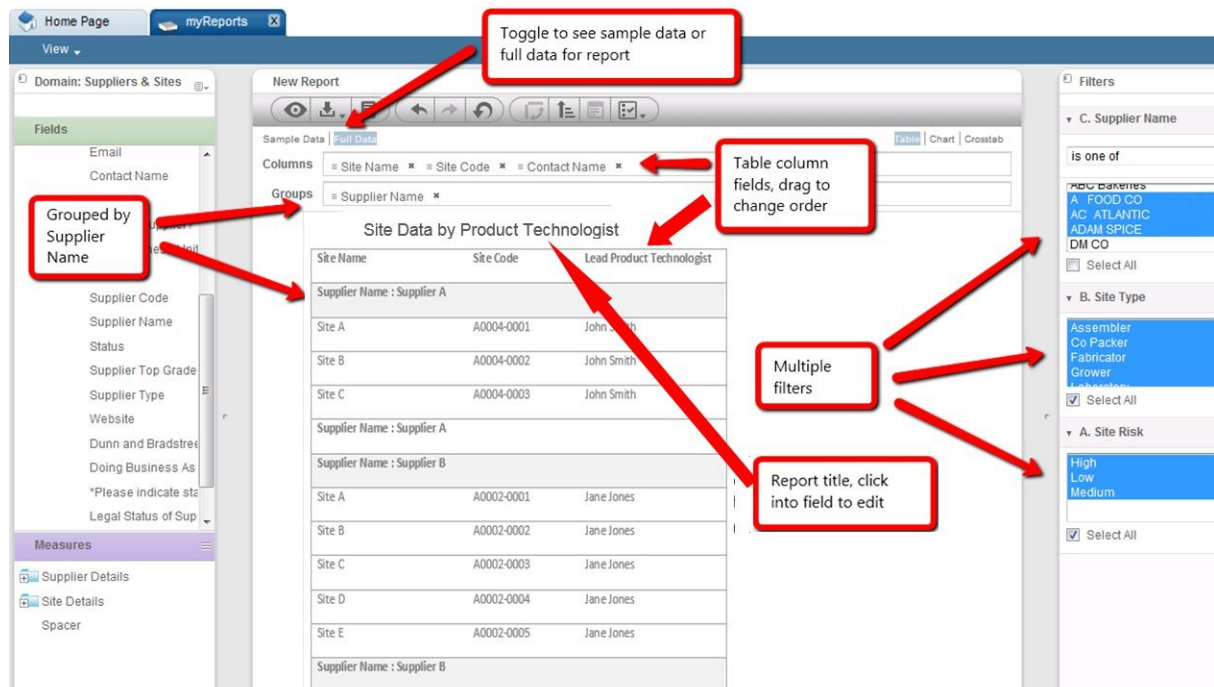 Home Page
myReports
View
Toggle to see sample data or
full data for report
Domain: Suppliers & Sites
Fields
Email
Contact Name
Supplier Code
Supplier Name
Status
Supplier Top Grade
Supplier Type
Website
Dunn and Bradstree
Doing Business As
*Please indicate sta
Legal Status of Sup
Measures
Supplier Details
Site Details
Spacer
Grouped by
Supplier
Name
New Report
Sample Data | Full Data
Table | Chart | Crosstab
Columns
Site Name
Site Code
Contact Name
Groups
Supplier Name
Table column
fields, drag to
change order
Site Data by Product Technologist
Site Name Site Code Lead Product Technologist
Supplier Name : Supplier A
Site A A0004-0001 John Smith
Site B A0004-0002 John Smith
Site C A0004-0003 John Smith
Supplier Name : Supplier A
Supplier Name : Supplier B
Site A A0002-0001 Jane Jones
Site B A0002-0002 Jane Jones
Site C A0002-0003 Jane Jones
Site D A0002-0004 Jane Jones
Site E A0002-0005 Jane Jones
Supplier Name : Supplier B
Multiple
filters
Report title, click
into field to edit
Filters
C. Supplier Name
is one of
ABC Bakeries
A FOOD CO
AC ATLANTIC
ADAM SPICE
DM CO
Select All
B. Site Type
Assembler
Co Packer
Fabricator
Grower
Select All
A. Site Risk
High
Low
Medium
Select All